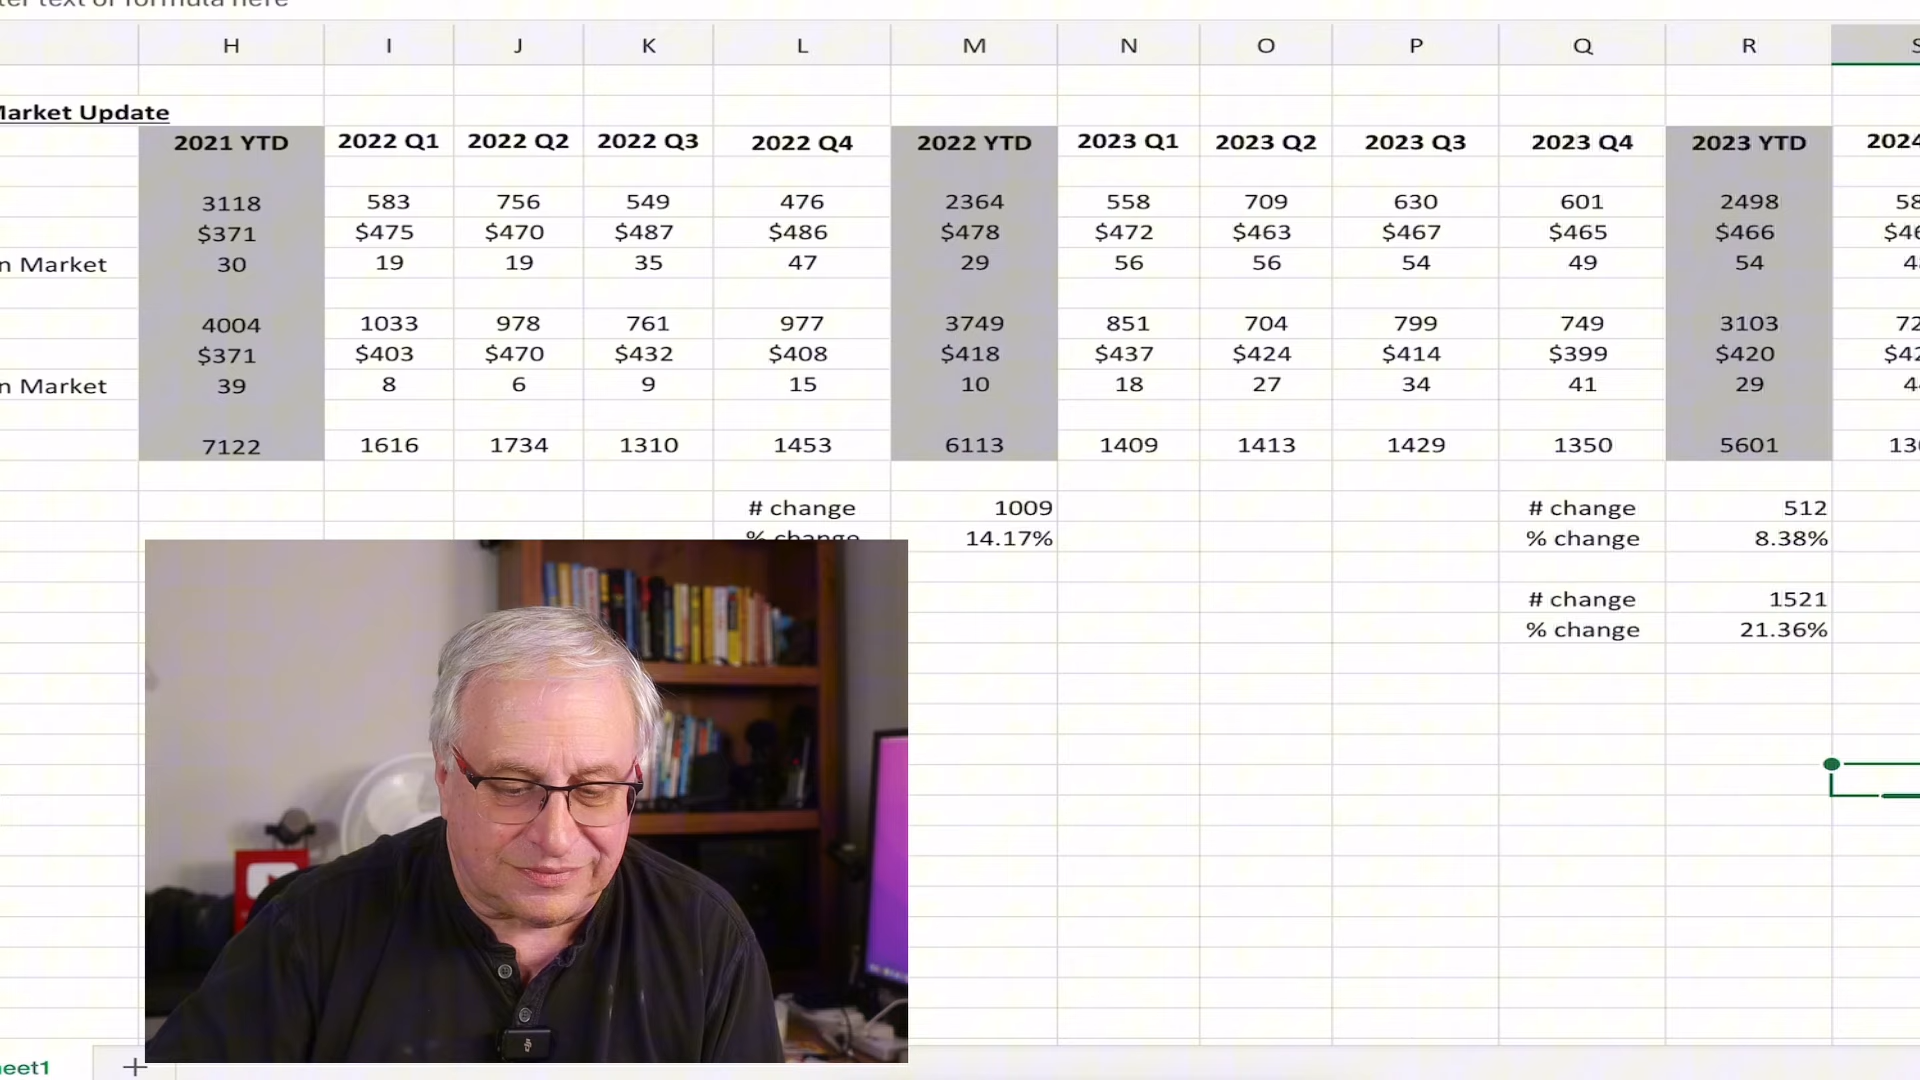 H I J K L M N O P Q R
Market Update
2021 YTD 2022 Q1 2022 Q2 2022 Q3 2022 Q4 2022 YTD 2023 Q1 2023 Q2 2023 Q3 2023 Q4 2023 YTD 2024
3118 583 756 549 476 2364 558 709 630 601 2498 58
$371 $475 $470 $487 $486 $478 $472 $463 $467 $465 $466
n Market 30 19 19 35 47 29 56 56 54 49 54
4004 1033 978 761 977 3749 851 704 799 749 3103 72
$371 $403 $470 $432 $408 $418 $437 $424 $414 $399 $420
n Market 39 8 6 9 15 10 18 27 34 41 29
7122 1616 1734 1310 1453 6113 1409 1413 1429 1350 5601
# change 1009 # change 512
% change 14.17% % change 8.38%
# change 1521
% change 21.36%
eet1 +